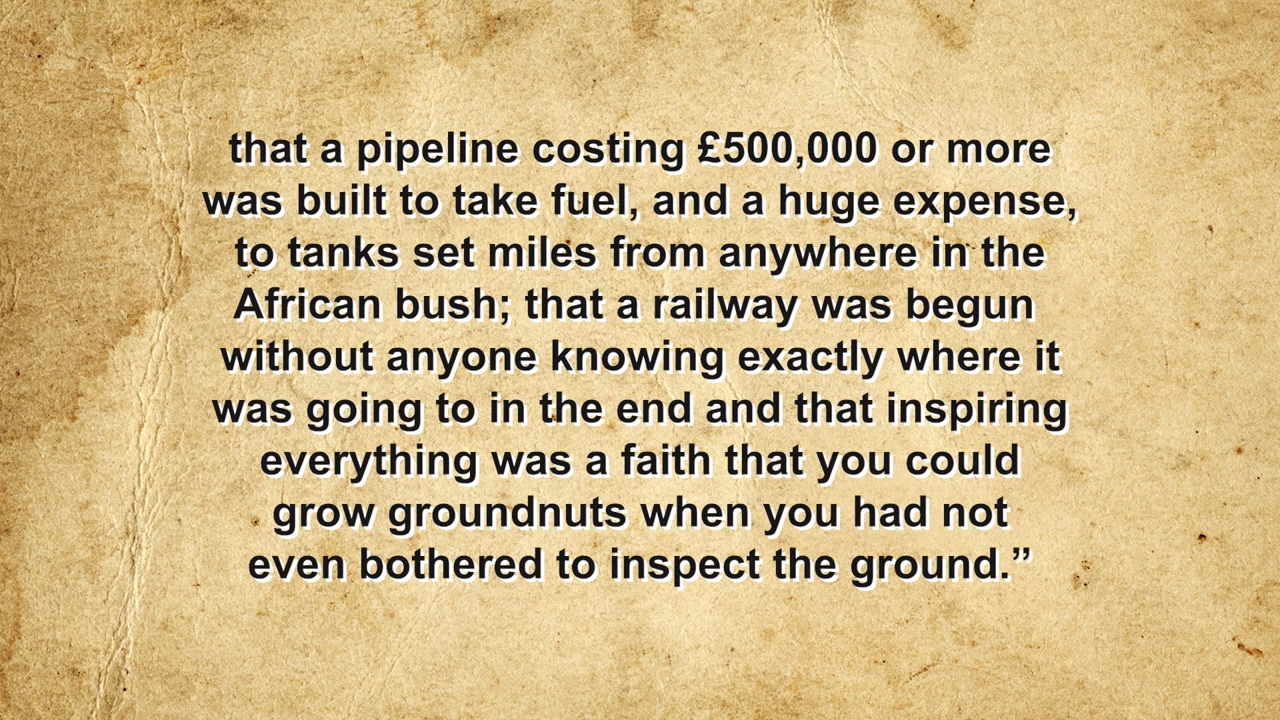 that a pipeline costing £500,000 or more
was built to take fuel, and a huge expense,
to tanks set miles from anywhere in the
African bush; that a railway was begun
without anyone knowing exactly where it
was going to in the end and that inspiring
everything was a faith that you could
grow groundnuts when you had not
even bothered to inspect the ground.”